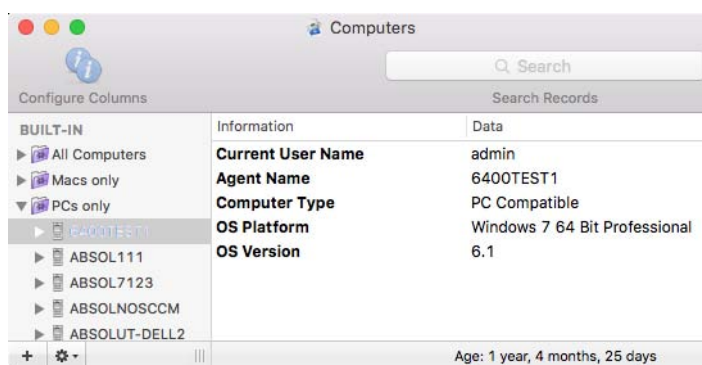 Computers
Search
Configure Columns
Search Records
BUILT-IN
All Computers
Macs only
PCs only
6400TEST1
ABSOL111
ABSOL7123
ABSOLNOSCCM
ABSOLUT-DELL2
Information Data
Current User Name admin
Agent Name 6400TEST1
Computer Type PC Compatible
OS Platform Windows 7 64 Bit Professional
OS Version 6.1
Age: 1 year, 4 months, 25 days